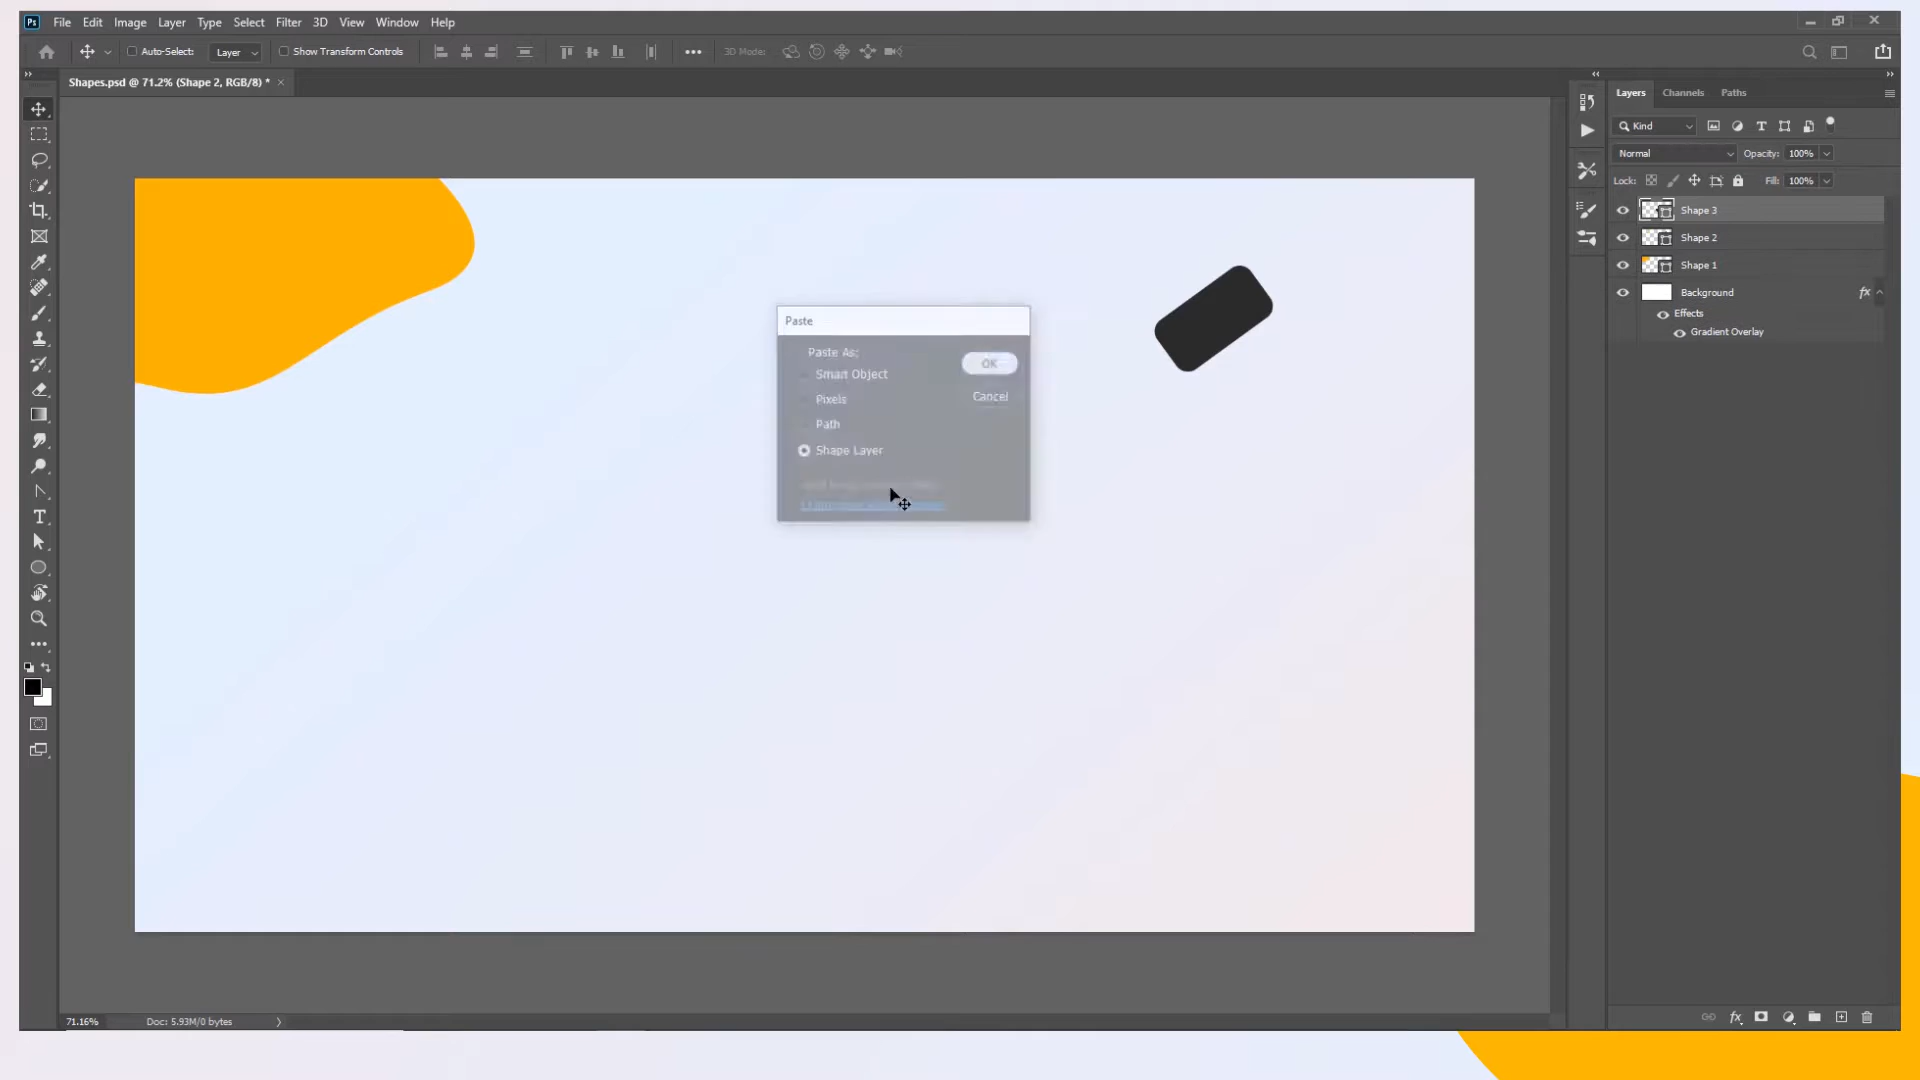 Ps File Edit Image Layer Type Select Filter 3D View Window Help
Auto-Select: Layer Show Transform Controls 3D Mode:
Shapes.psd @ 71.2% (Shape 2, RGB/8) *
Layers Channels Paths
Kind
Normal Opacity: 100%
Lock: Fill: 100%
Shape 3
Shape 2
Shape 1
Background fx
Effects
Gradient Overlay
Paste
Paste As:
OK
Smart Object
Cancel
Pixels
Path
Shape Layer
71.16% Doc: 5.93M/0 bytes
fx